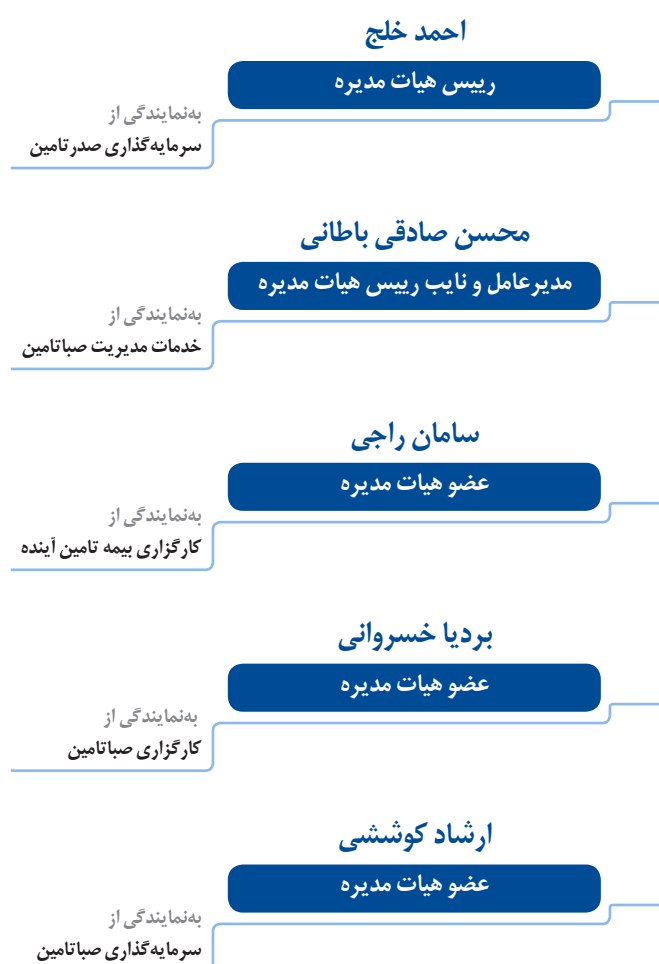 احمد خلج
رییس هیات مدیره
به‌نمایندگی از
سرمایه‌گذاری صدرتامین
محسن صادقی باطانی
مدیرعامل و نایب رییس هیات مدیره
به‌نمایندگی از
خدمات مدیریت صباتامین
سامان راجی
عضو هیات مدیره
به‌نمایندگی از
کارگزاری بیمه تامین آینده
بردیا خسروانی
عضو هیات مدیره
به‌نمایندگی از
کارگزاری صباتامین
ارشاد کوششی
عضو هیات مدیره
به‌نمایندگی از
سرمایه‌گذاری صباتامین